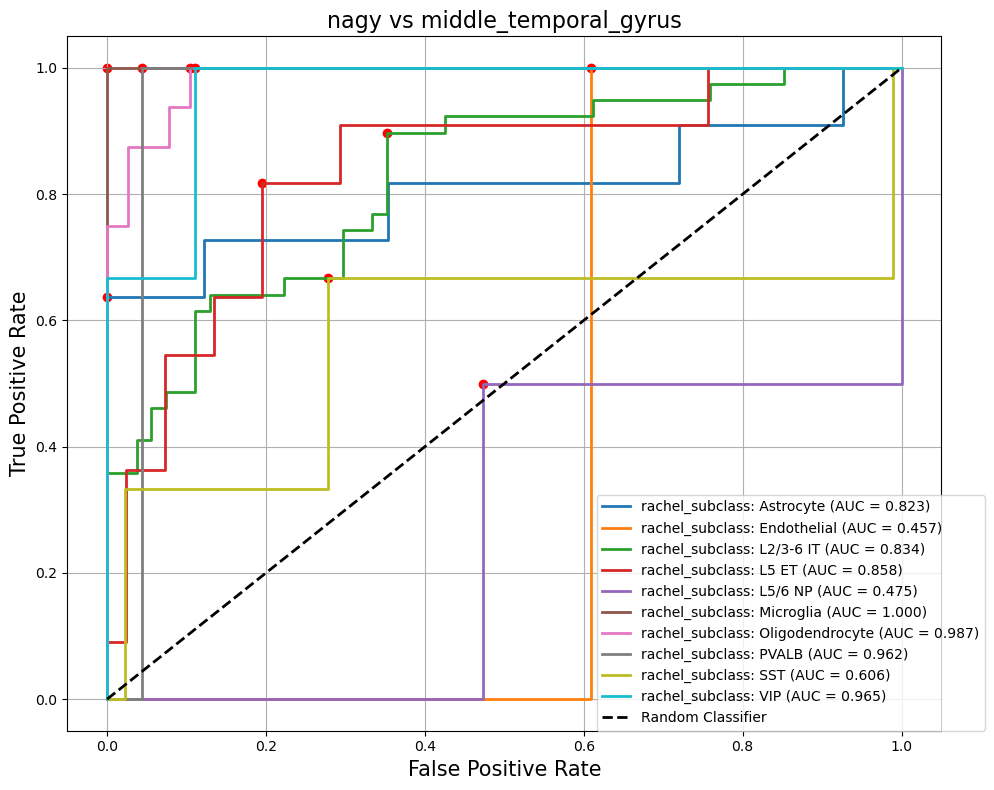 nagy vs middle_temporal_gyrus
True Positive Rate
1.0
0.8
0.6
0.4
0.2
0.0
rachel_subclass: Astrocyte (AUC = 0.823)
rachel_subclass: Endothelial (AUC = 0.457)
rachel_subclass: L2/3-6 IT (AUC = 0.834)
rachel_subclass: L5 ET (AUC = 0.858)
rachel_subclass: L5/6 NP (AUC = 0.475)
rachel_subclass: Microglia (AUC = 1.000)
rachel_subclass: Oligodendrocyte (AUC = 0.987)
rachel_subclass: PVALB (AUC = 0.962)
rachel_subclass: SST (AUC = 0.606)
rachel_subclass: VIP (AUC = 0.965)
Random Classifier
0.0 0.2 0.4 0.6 0.8 1.0
False Positive Rate